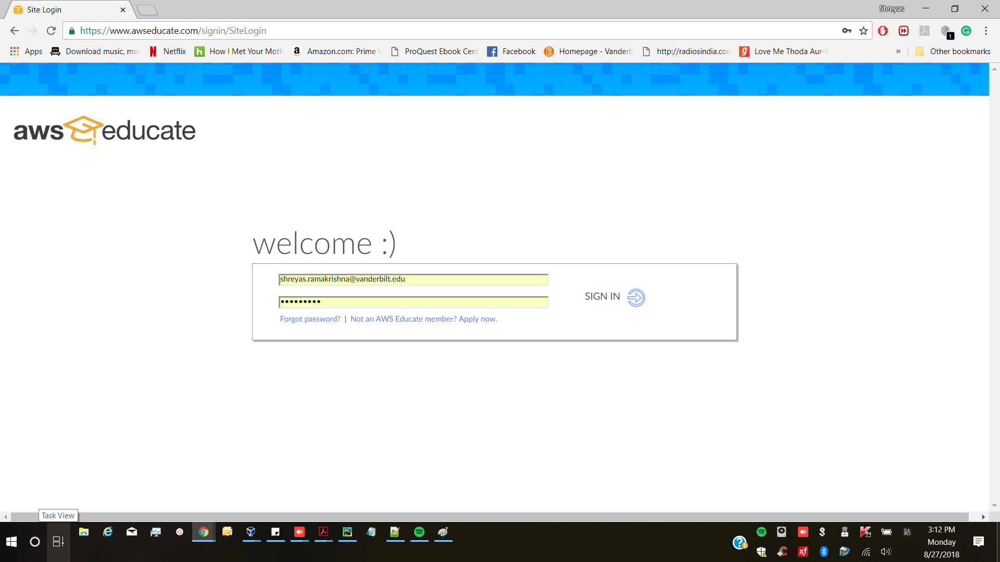 Site Login
Shreyas
https://www.awseducate.com/signin/SiteLogin
1
Apps
Download music, mo
Netflix
How I Met Your Moth
Amazon.com: Prime
ProQuest Ebook Cent
Facebook
Homepage - Vanderb
http://radiosindia.con
Love Me Thoda Aur-
»
Other bookmarks
aws educate
welcome :)
shreyas.ramakrishna@vanderbilt.edu
•••••••••
SIGN IN
Forgot password? | Not an AWS Educate member? Apply now.
Task View
3:12 PM
Monday
8/27/2018